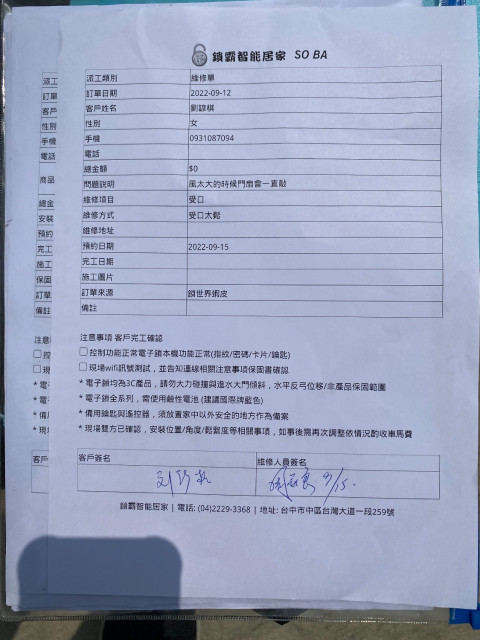 鎖霸智能居家 SO BA
派工類別 維修單
訂單日期 2022-09-12
客戶姓名 劉諄棋
性別 女
手機 0931087094
電話
總金額 $0
問題說明 風太大的時候門扇會一直敲
維修項目 受口
維修方式 受口太鬆
維修地址
預約日期 2022-09-15
完工日期
施工圖片
訂單來源 鎖世界蝦皮
備註
注意事項 客戶完工確認
控制功能正常電子鎖本機功能正常(指紋/密碼/卡片/鑰匙)
現場wifi訊號測試，並告知連線相關注意事項保固書確認
* 電子鎖均為3C產品，請勿大力碰撞與進水大門傾斜，水平反弓位移/非產品保固範圍
* 電子鎖全系列，需使用鹼性電池 (建議國際牌藍色)
* 備用鑰匙與遙控器，須放置家中以外安全的地方作為備案
* 現場雙方已確認，安裝位置/角度/鬆緊度等相關事項，如事後需再次調整依情況酌收車馬費
客戶簽名 維修人員簽名
9/15.
鎖霸智能居家 | 電話: (04)2229-3368 | 地址: 台中市中區台灣大道一段259號
派工
訂單
客戶
性別
手機
電話
商品
總金
安裝
預約
完工
施工
保固
訂單
備註
注意
控
現
* 電
* 電
* 備
* 現
客戶